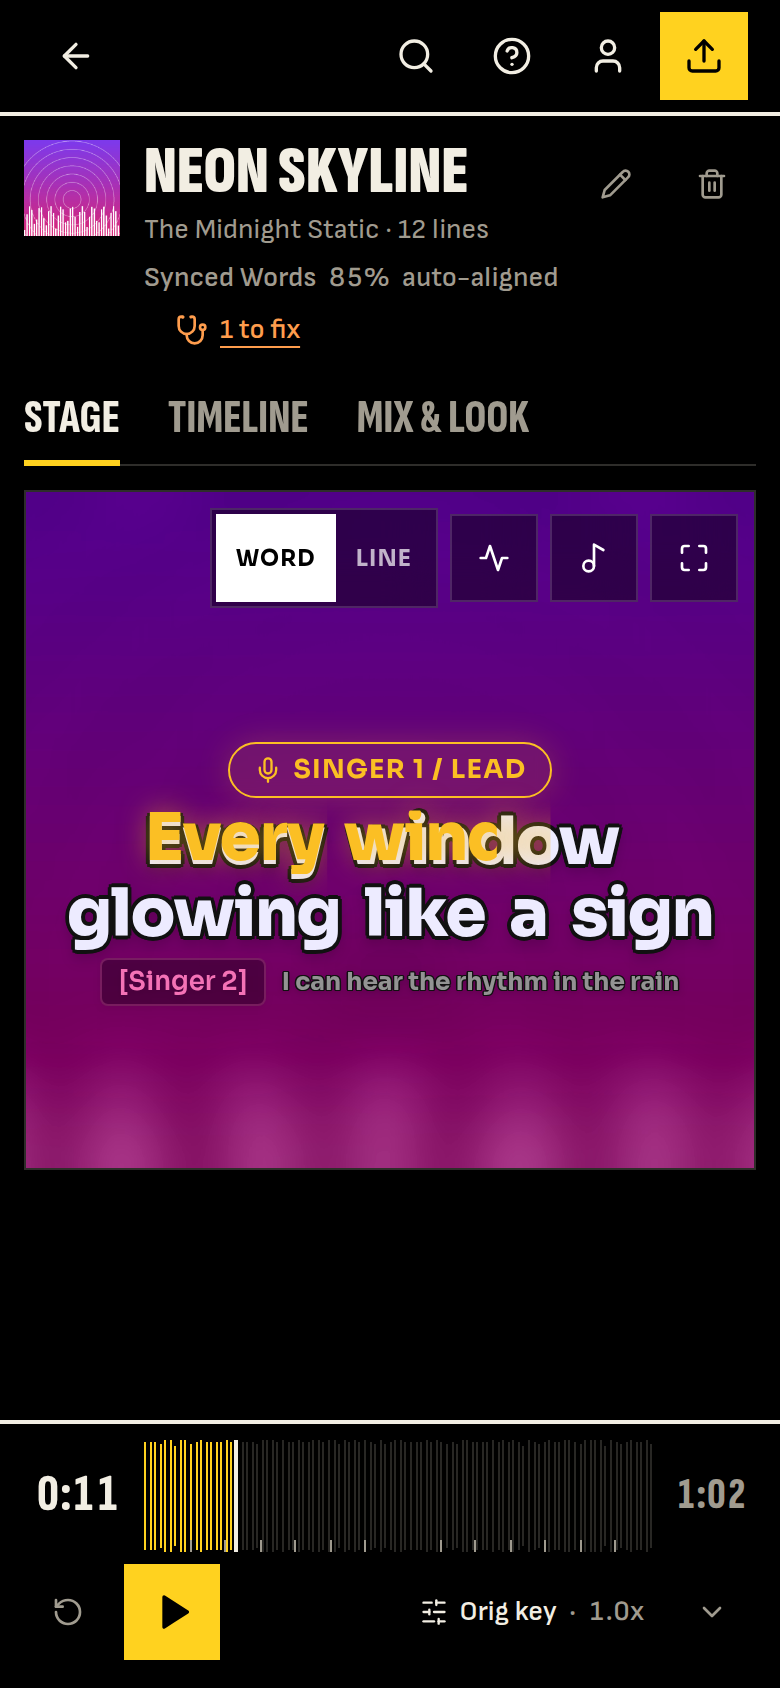 NEON SKYLINE
The Midnight Static · 12 lines
Synced Words 85% auto-aligned
1 to fix
STAGE TIMELINE MIX & LOOK
WORD LINE
SINGER 1 / LEAD
Every window
glowing like a sign
[Singer 2] I can hear the rhythm in the rain
0:11 1:02
Orig key · 1.0x